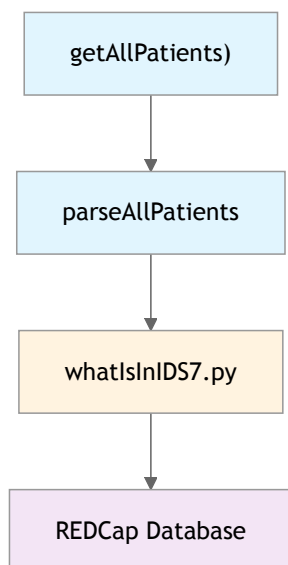 getAllPatients)
parseAllPatients
whatIsInIDS7.py
REDCap Database